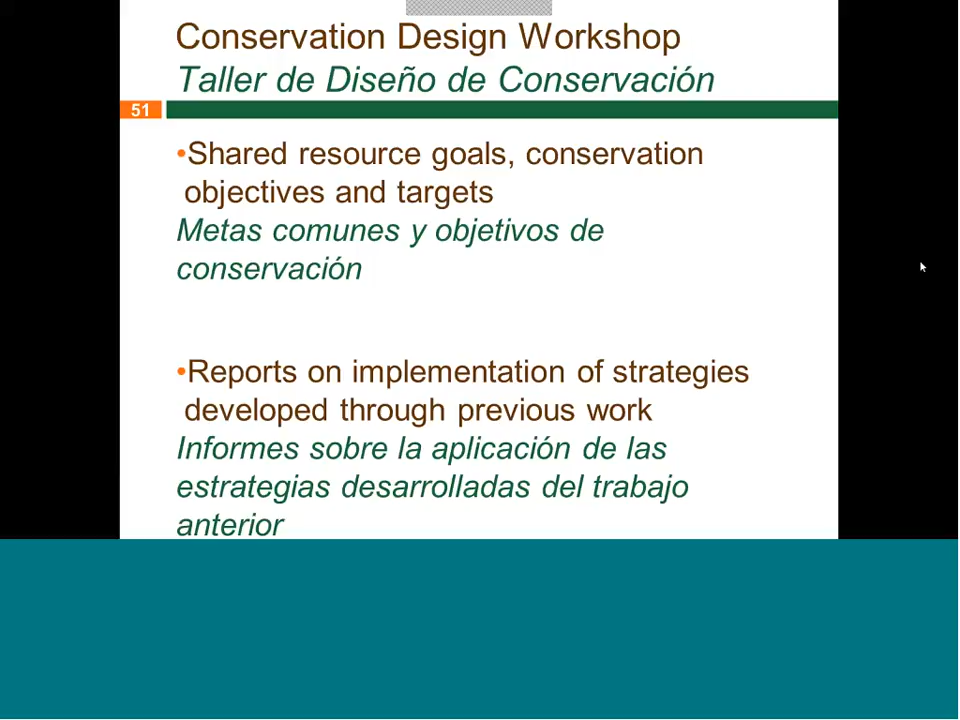 Conservation Design Workshop
Taller de Diseño de Conservación
51
•Shared resource goals, conservation
objectives and targets
Metas comunes y objetivos de
conservación
•Reports on implementation of strategies
developed through previous work
Informes sobre la aplicación de las
estrategias desarrolladas del trabajo
anterior